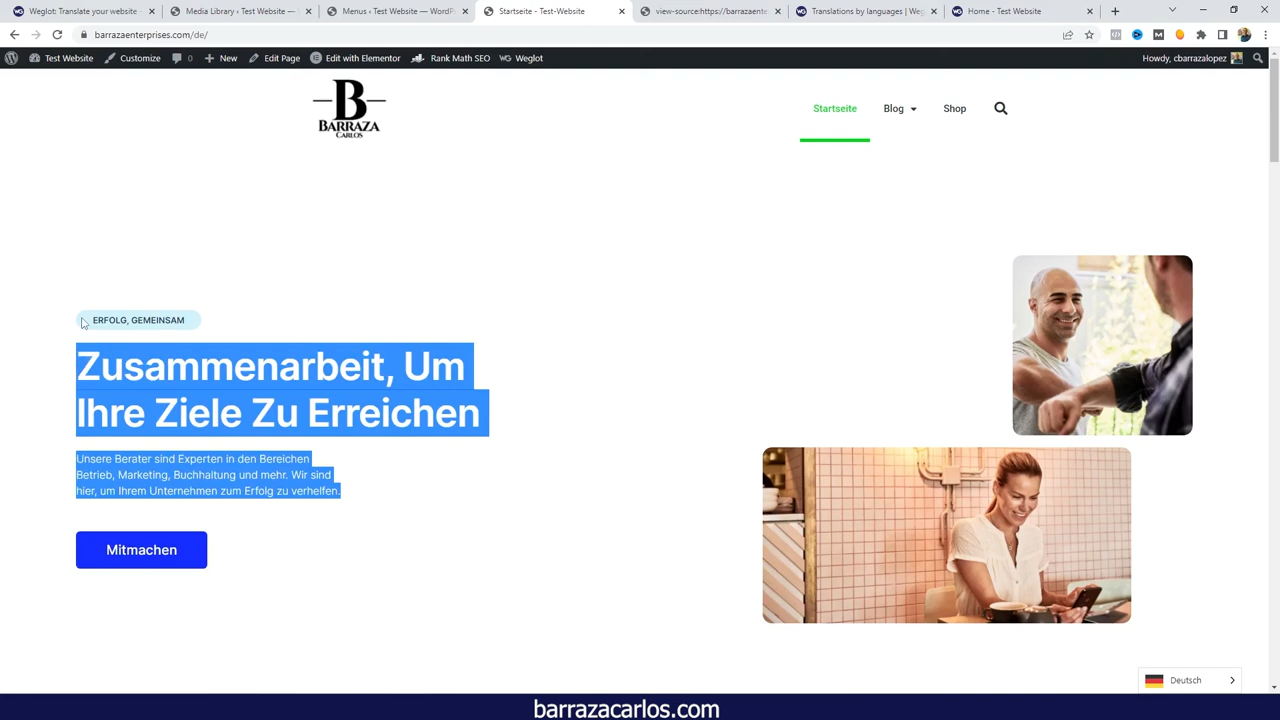 Weglot: Translate your website
Media Library ‹ Test Website —
Menus ‹ Test Website — WordP
Startseite - Test-Website
view-source:https://barrazaente
Translations by languages | Weg
Home - Test Website
barrazaenterprises.com/de/
Test Website
Customize
0
New
Edit Page
Edit with Elementor
Rank Math SEO
Weglot
Howdy, cbarrazalopez
B
BARRAZA
CARLOS
Startseite
Blog
Shop
ERFOLG, GEMEINSAM
Zusammenarbeit, Um
Ihre Ziele Zu Erreichen
Unsere Berater sind Experten in den Bereichen
Betrieb, Marketing, Buchhaltung und mehr. Wir sind
hier, um Ihrem Unternehmen zum Erfolg zu verhelfen.
Mitmachen
Deutsch
barrazacarlos.com